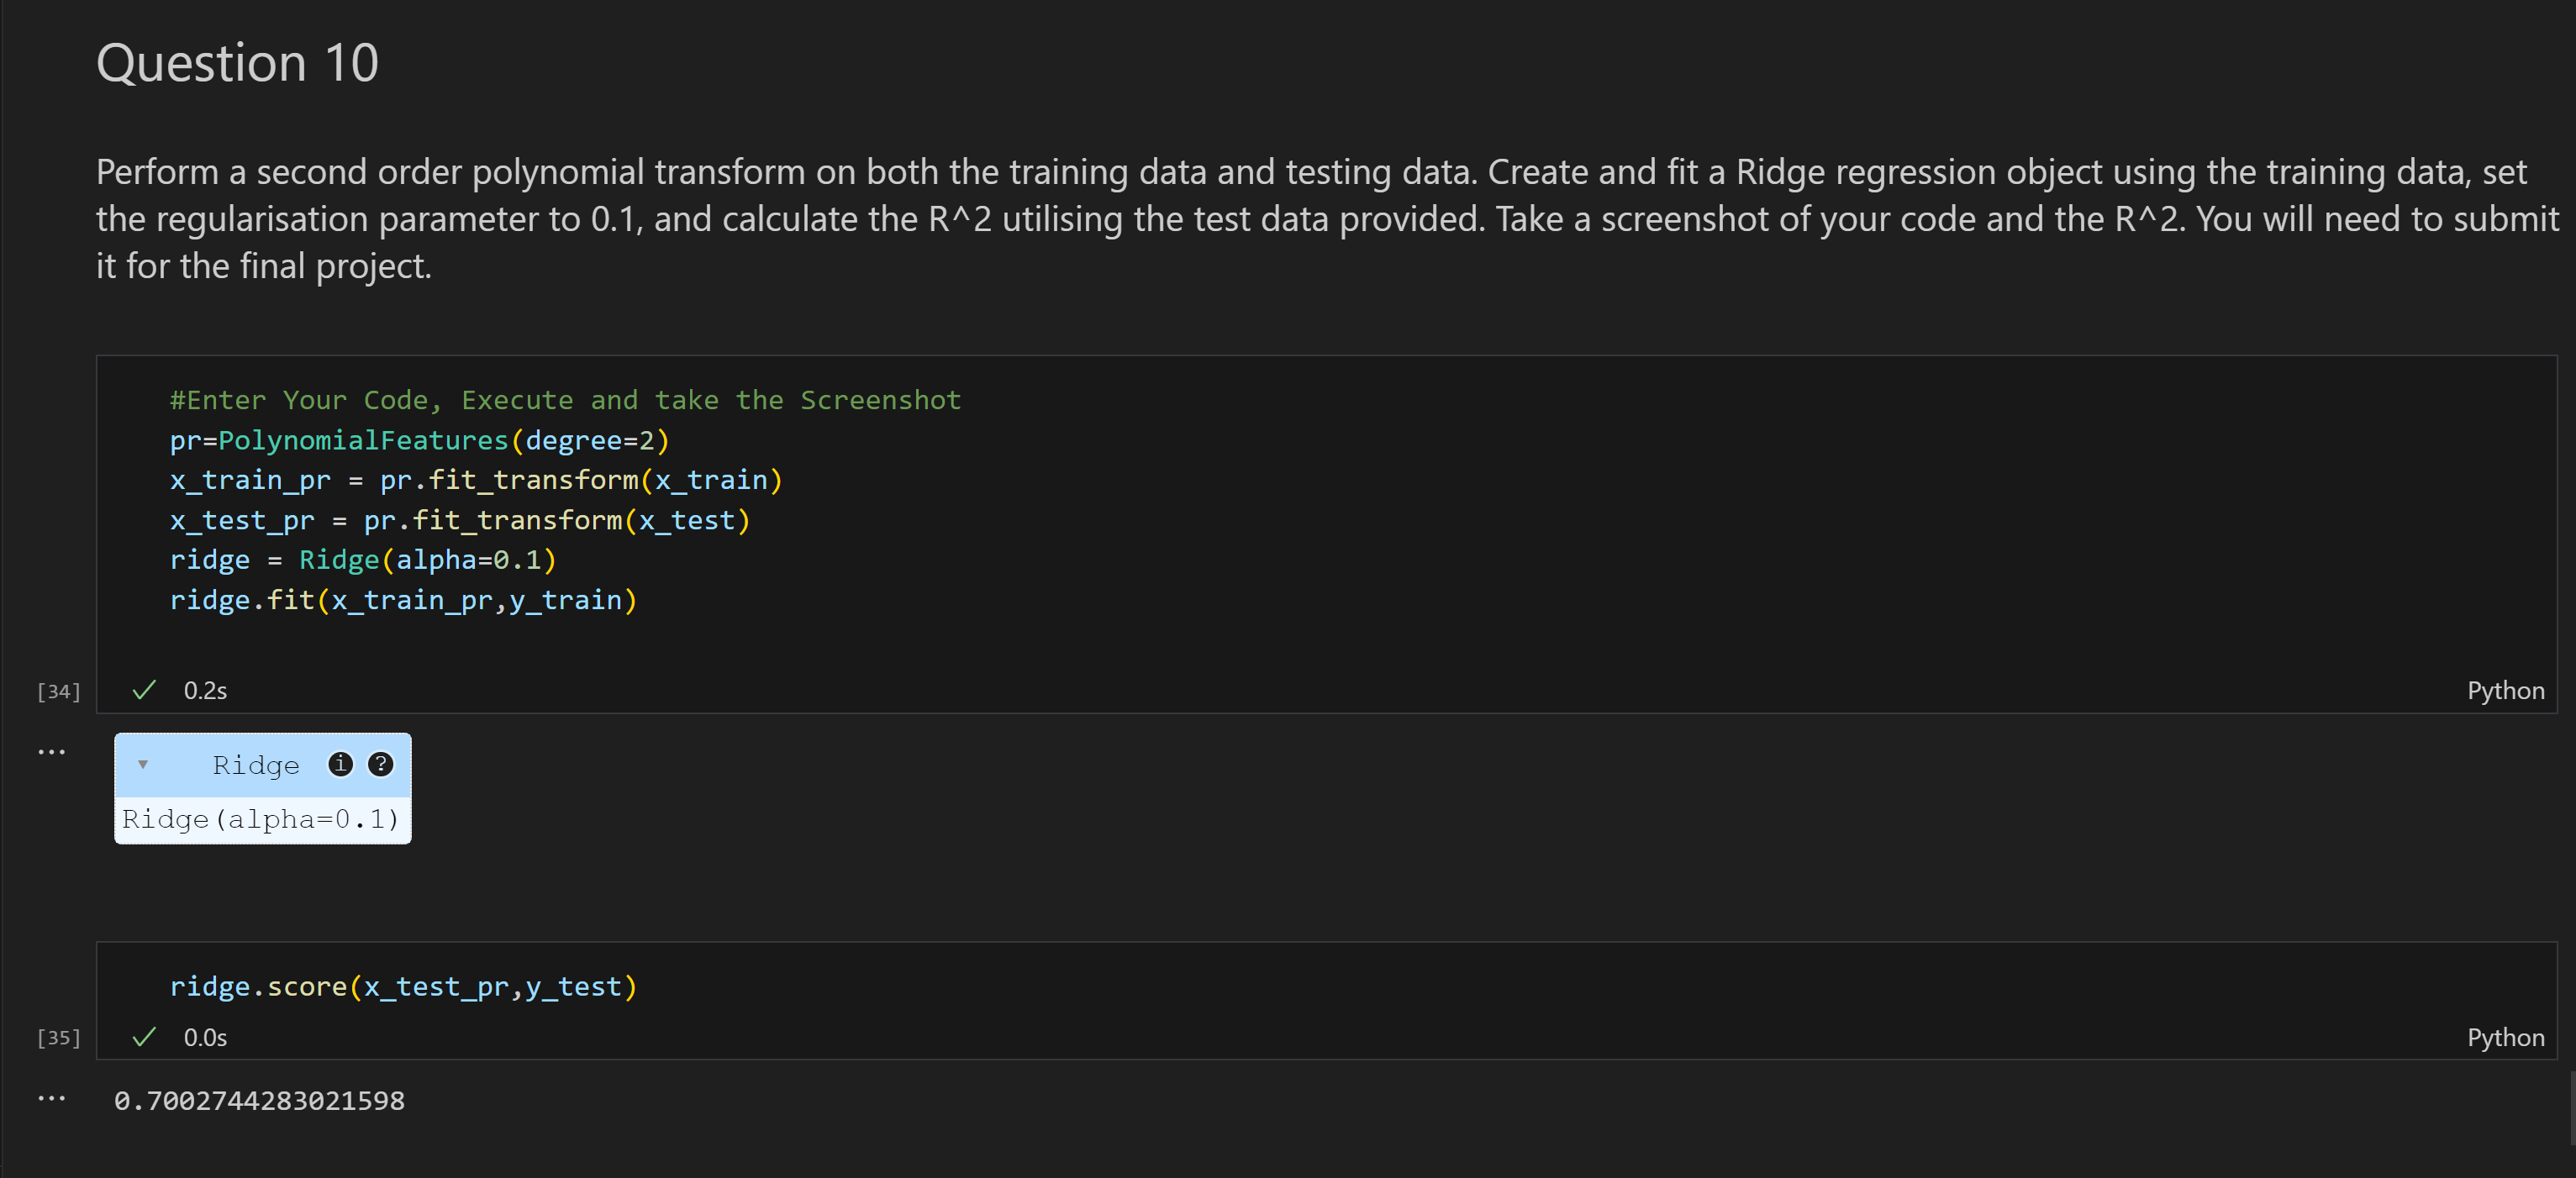 Question 10
Perform a second order polynomial transform on both the training data and testing data. Create and fit a Ridge regression object using the training data, set
the regularisation parameter to 0.1, and calculate the R^2 utilising the test data provided. Take a screenshot of your code and the R^2. You will need to submit
it for the final project.
#Enter Your Code, Execute and take the Screenshot
pr=PolynomialFeatures(degree=2)
x_train_pr = pr.fit_transform(x_train)
x_test_pr = pr.fit_transform(x_test)
ridge = Ridge(alpha=0.1)
ridge.fit(x_train_pr,y_train)
[34] ✓ 0.2s Python
... ▾ Ridge i ?
Ridge(alpha=0.1)
ridge.score(x_test_pr,y_test)
[35] ✓ 0.0s Python
... 0.7002744283021598